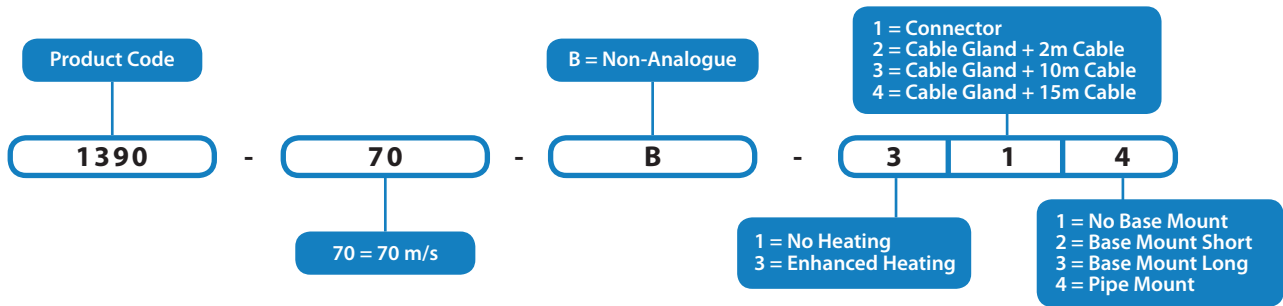 1 = Connector
2 = Cable Gland + 2m Cable
3 = Cable Gland + 10m Cable
4 = Cable Gland + 15m Cable
Product Code
B = Non-Analogue
1390 - 70 - B - 3 1 4
70 = 70 m/s
1 = No Heating
3 = Enhanced Heating
1 = No Base Mount
2 = Base Mount Short
3 = Base Mount Long
4 = Pipe Mount